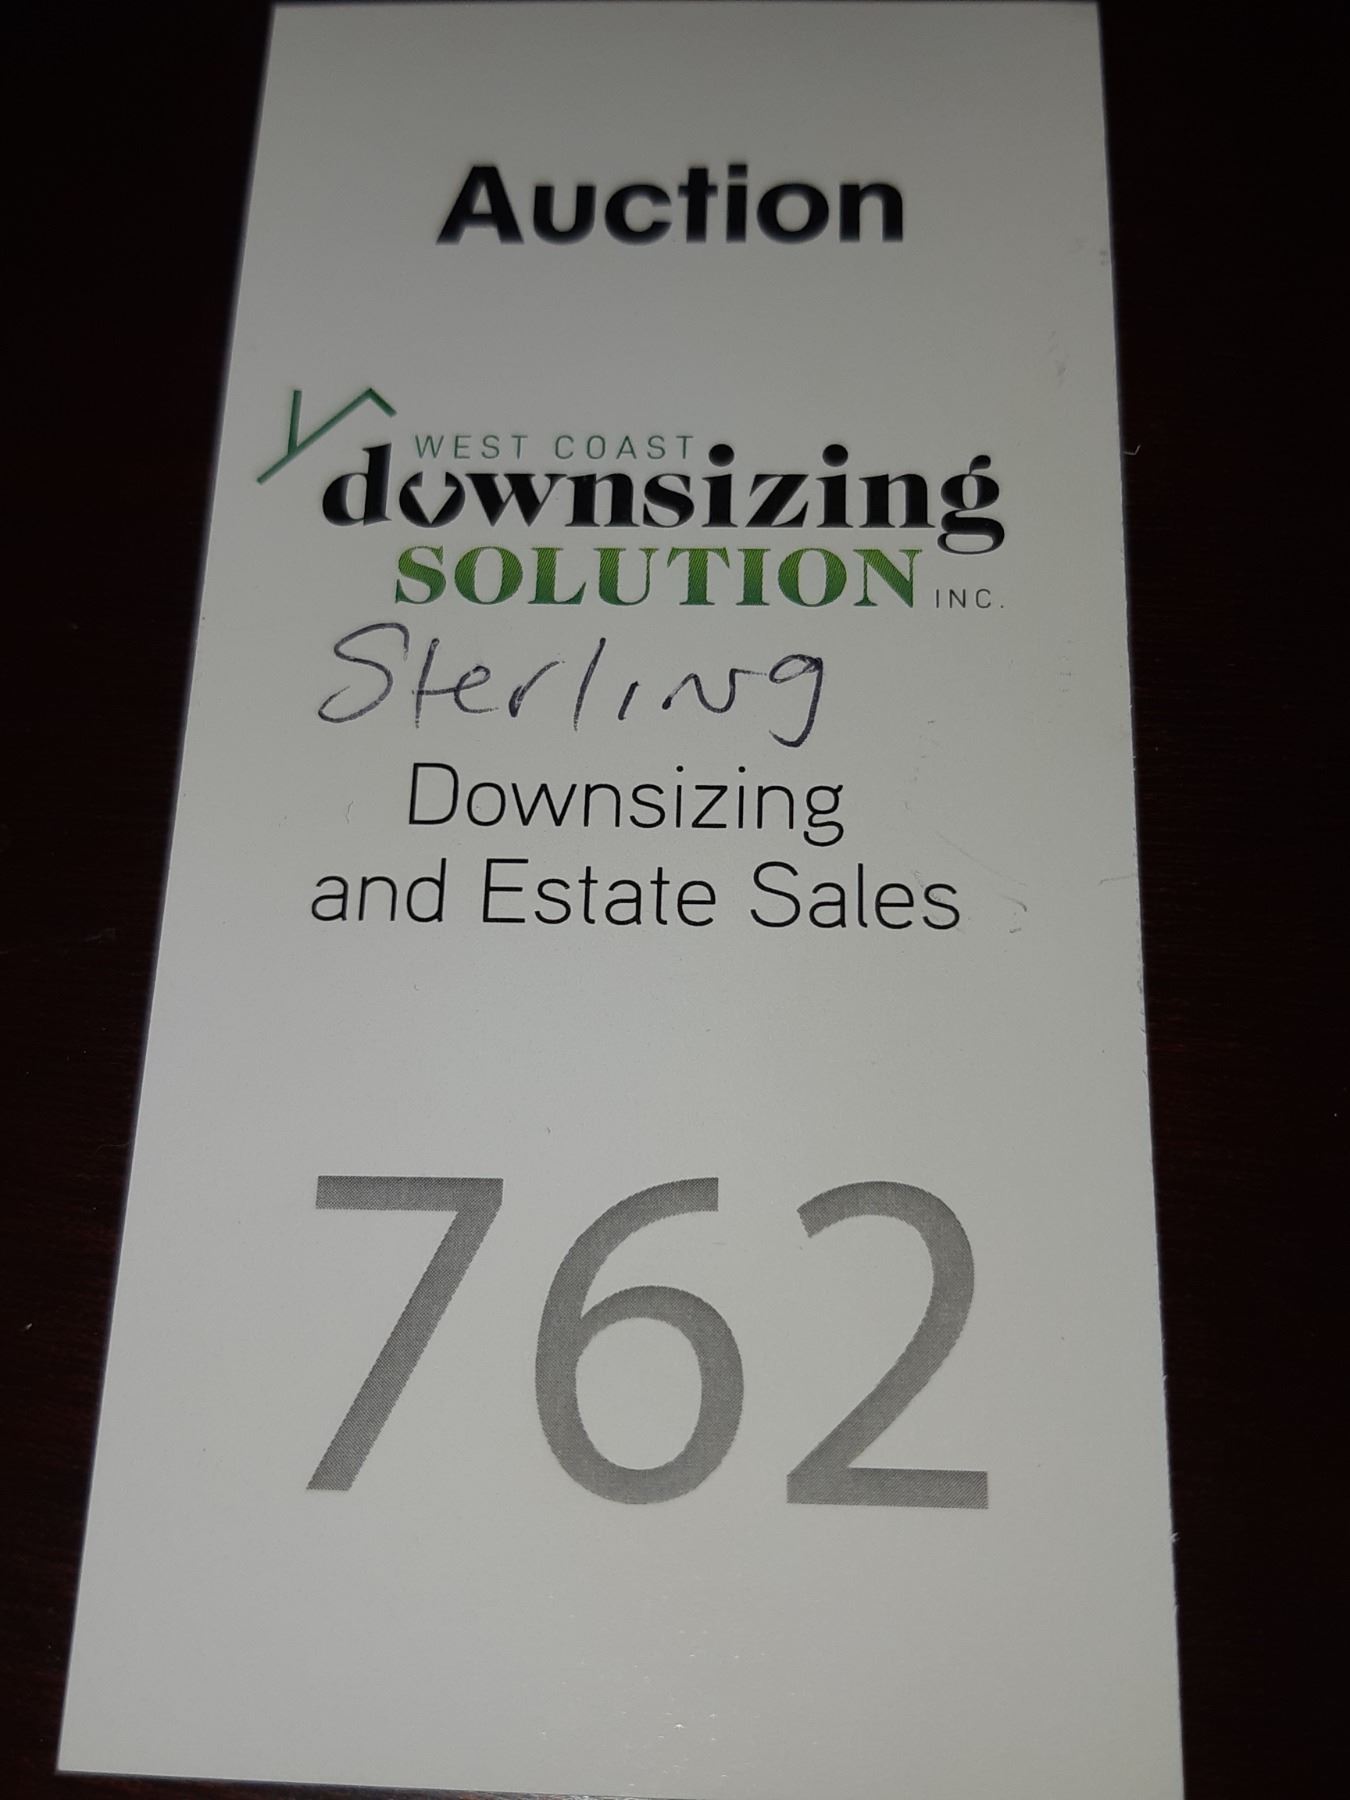 Auction
WEST COAST
downsizing
SOLUTION INC.
Sterling
Downsizing
and Estate Sales
762